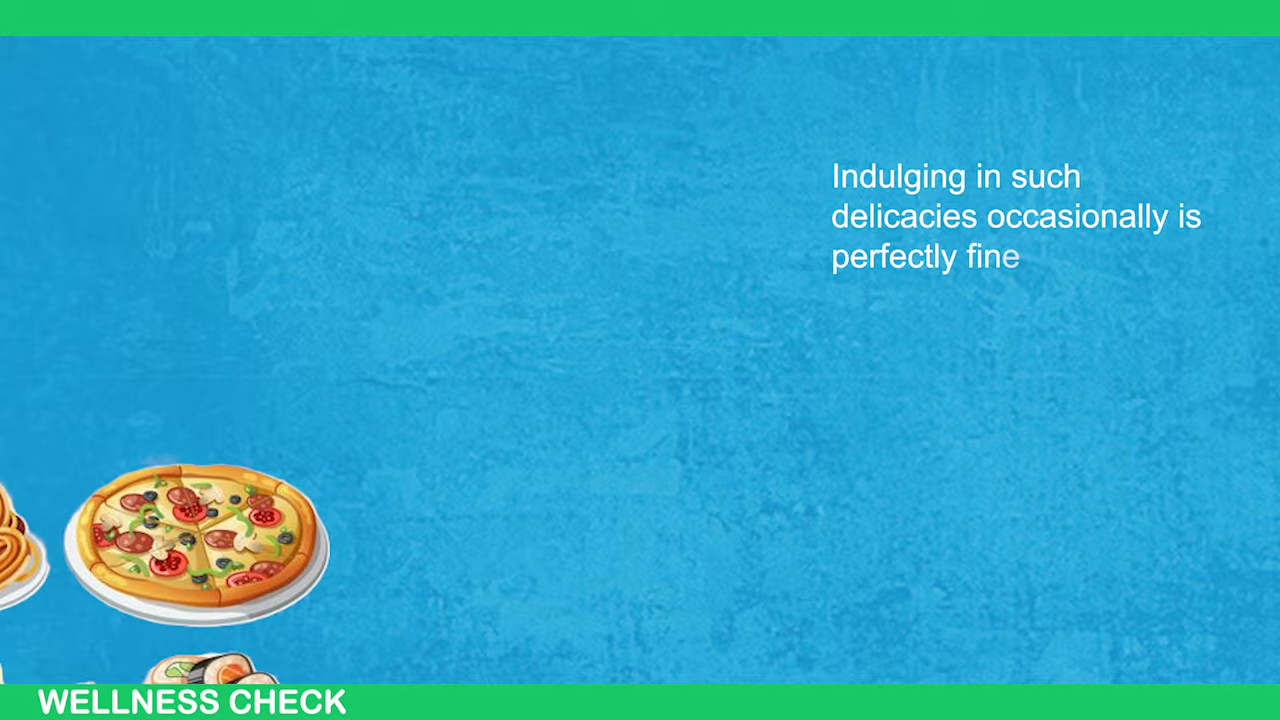 Indulging in such
delicacies occasionally is
perfectly fine
WELLNESS CHECK